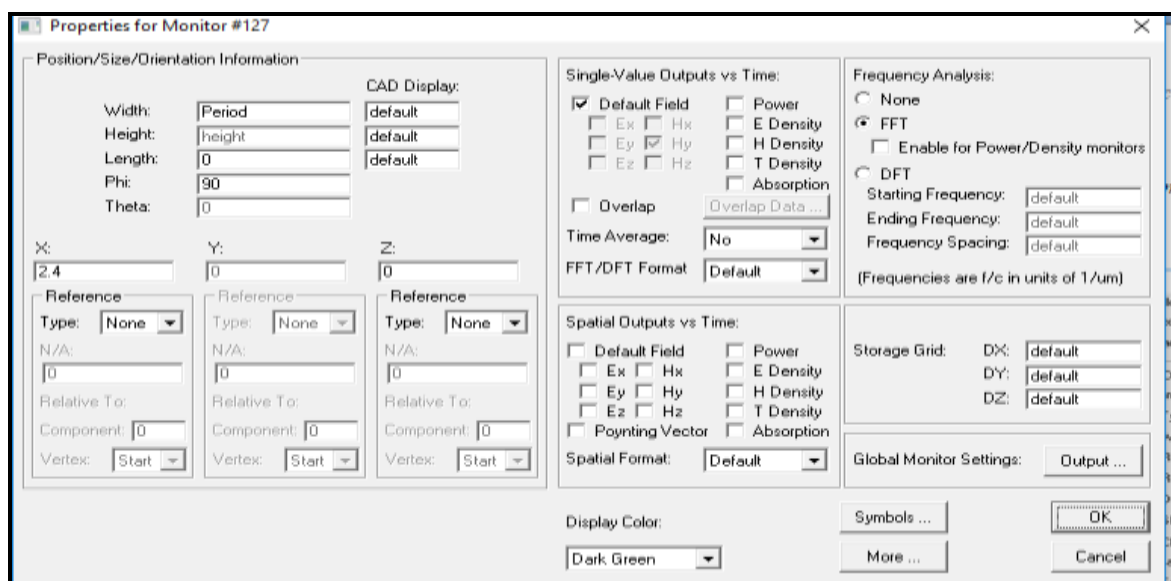 Properties for Monitor #127
Position/Size/Orientation Information
CAD Display:
Width: Period default
Height: height default
Length: 0 default
Phi: 90
Theta: 0
X: Y: Z:
2.4 0 0
Reference Reference Reference
Type: None Type: None Type: None
N/A: N/A: N/A:
0 0 0
Relative To: Relative To: Relative To:
Component: 0 Component: 0 Component: 0
Vertex: Start Vertex: Start Vertex: Start
Single-Value Outputs vs Time:
Default Field Power
Ex Hx E Density
Ey Hy H Density
Ez Hz T Density
Absorption
Overlap Overlap Data ...
Time Average: No
FFT/DFT Format Default
Frequency Analysis:
None
FFT
Enable for Power/Density monitors
DFT
Starting Frequency: default
Ending Frequency: default
Frequency Spacing: default
(Frequencies are f/c in units of 1/um)
Spatial Outputs vs Time:
Default Field Power
Ex Hx E Density
Ey Hy H Density
Ez Hz T Density
Poynting Vector Absorption
Spatial Format: Default
Storage Grid: DX: default
DY: default
DZ: default
Global Monitor Settings: Output ...
Display Color:
Dark Green
Symbols ... OK
More ... Cancel